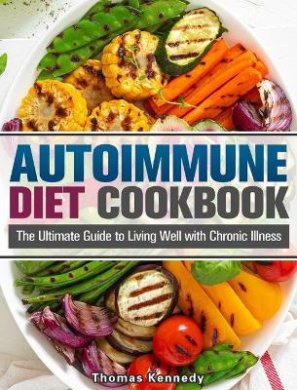 AUTOIMMUNE
DIET COOKBOOK
The Ultimate Guide to Living Well with Chronic Illness
Thomas Kennedy